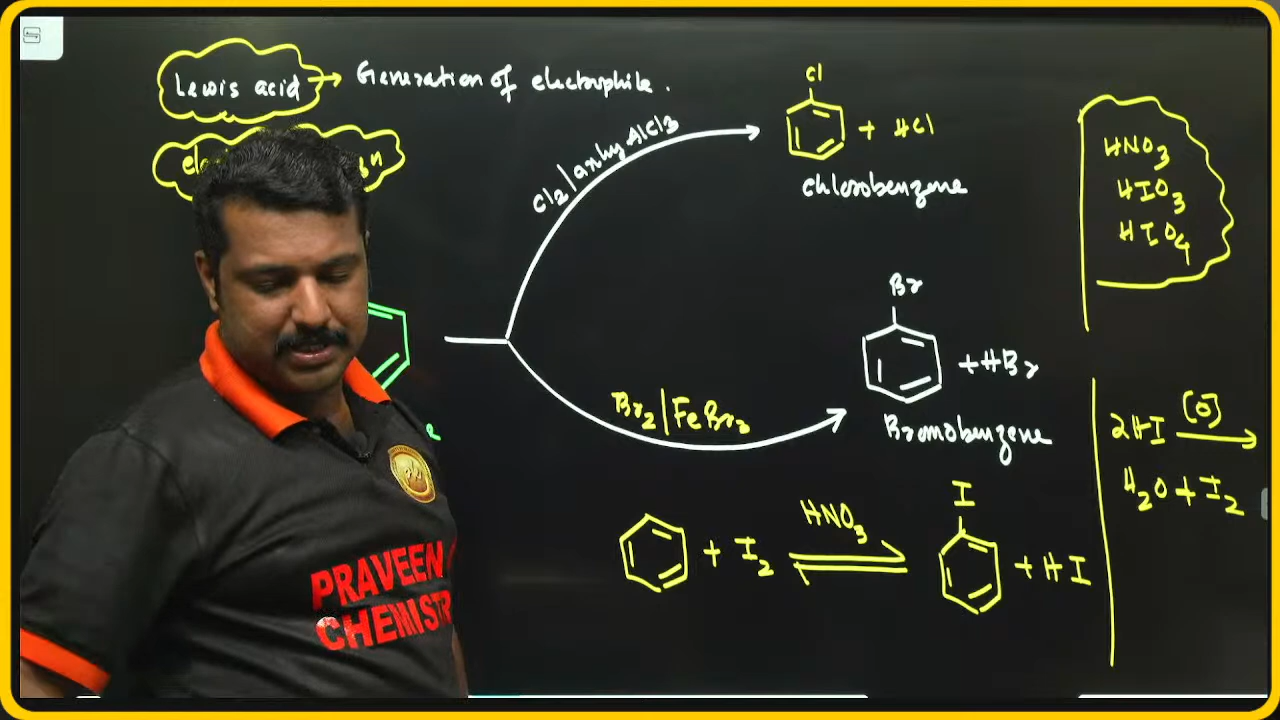 Lewis acid → Generation of electrophile.
Cl2 / anhy AlCl3
Cl
+ HCl
chlorobenzene
HNO3
HIO3
HIO4
Br2 | FeBr3
Br
+HBr
Bromobenzene
2HI [O] →
H2O + I2
+ I2 HNO3 ⇌ I + HI
PRAVEEN
CHEMISTR